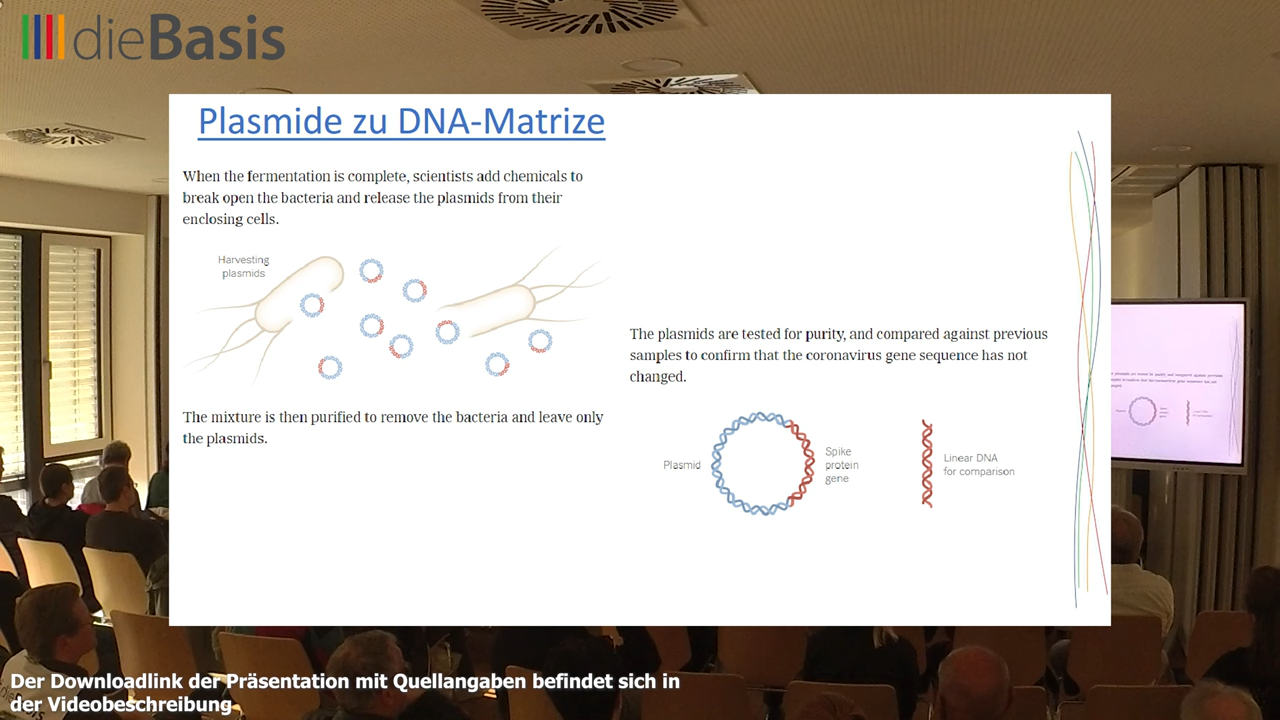 dieBasis
Plasmide zu DNA-Matrize
When the fermentation is complete, scientists add chemicals to
break open the bacteria and release the plasmids from their
enclosing cells.
Harvesting
plasmids
The mixture is then purified to remove the bacteria and leave only
the plasmids.
The plasmids are tested for purity, and compared against previous
samples to confirm that the coronavirus gene sequence has not
changed.
Plasmid
Spike
protein
gene
Linear DNA
for comparison
Der Downloadlink der Präsentation mit Quellangaben befindet sich in
der Videobeschreibung